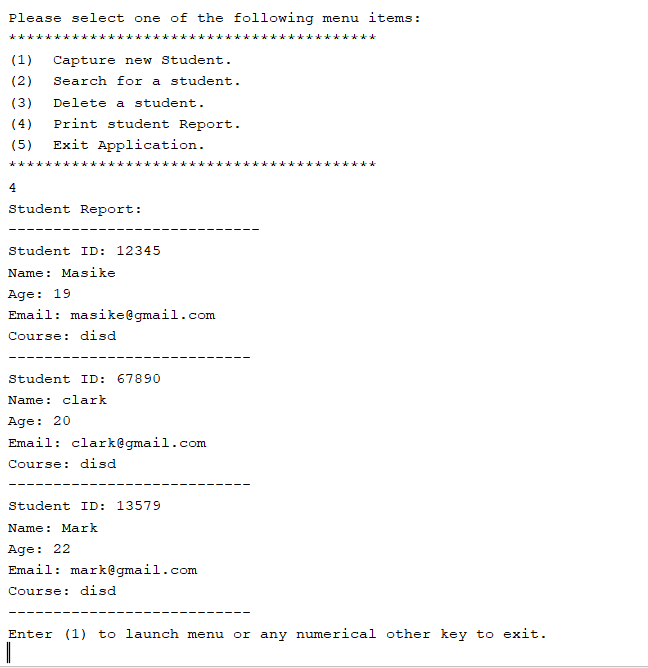 Please select one of the following menu items:
*****************************************
(1)  Capture new Student.
(2)  Search for a student.
(3)  Delete a student.
(4)  Print student Report.
(5)  Exit Application.
*****************************************
4
Student Report:
----------------------------
Student ID: 12345
Name: Masike
Age: 19
Email: masike@gmail.com
Course: disd
---------------------------
Student ID: 67890
Name: clark
Age: 20
Email: clark@gmail.com
Course: disd
---------------------------
Student ID: 13579
Name: Mark
Age: 22
Email: mark@gmail.com
Course: disd
---------------------------
Enter (1) to launch menu or any numerical other key to exit.